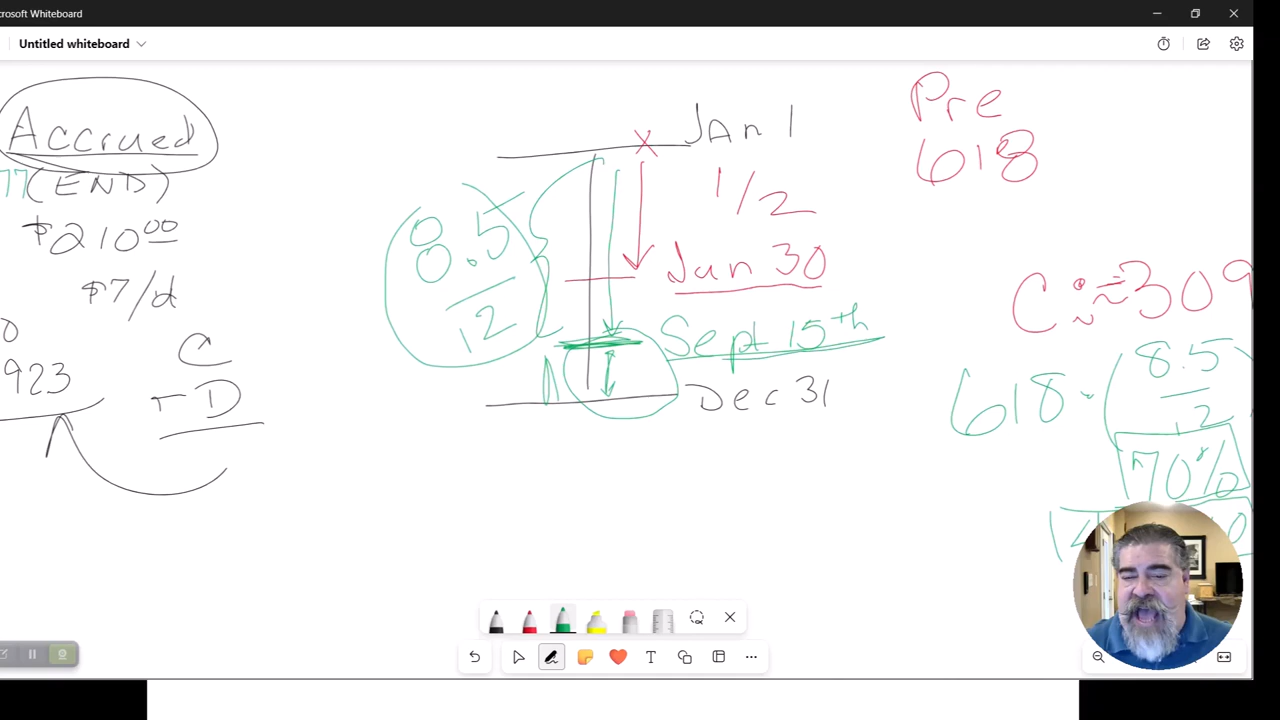 Microsoft Whiteboard
Untitled whiteboard
Accrued
(END)
$210.00
$7/d
923
C
- D
8.5
12
Jan 1
1/2
Jan 30
Sept 15th
Dec 31
Pre
618
C ≈ 309
618 · (8.5
12
70%